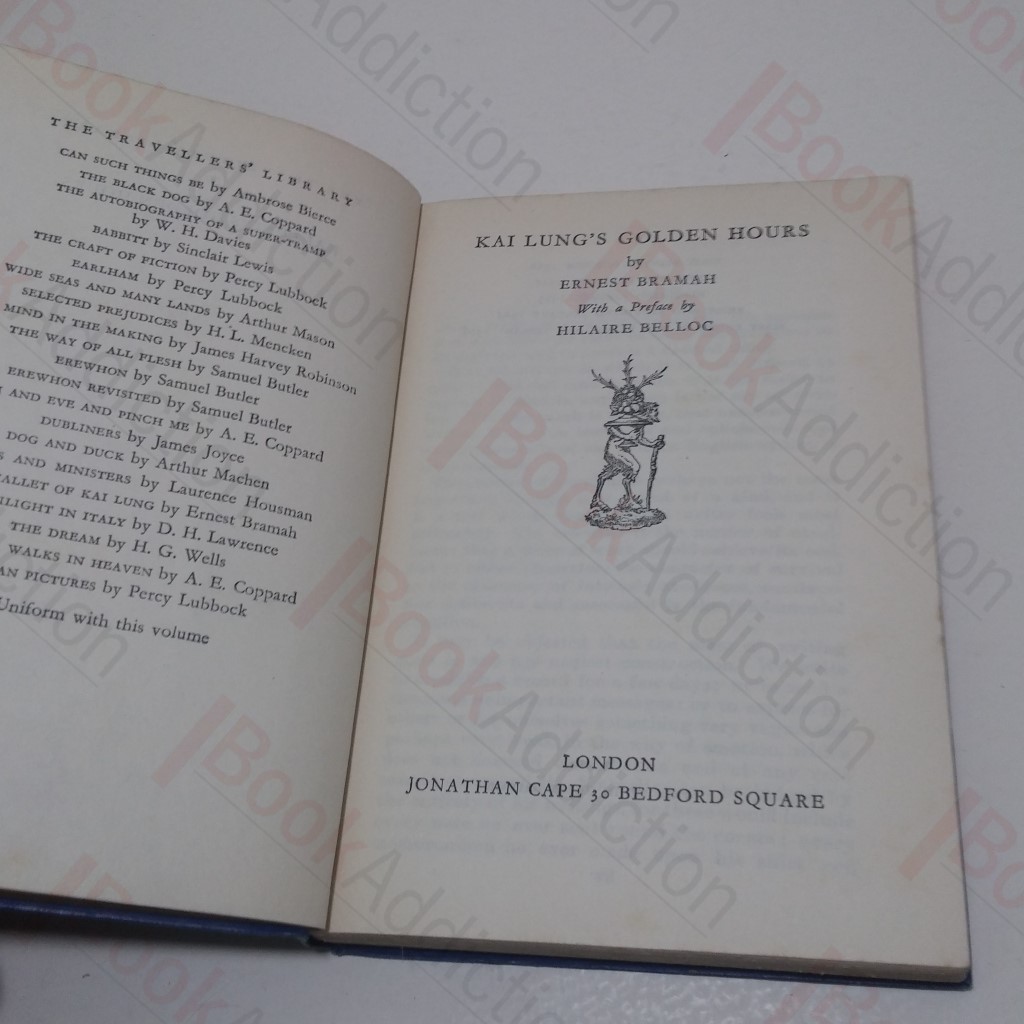 THE TRAVELLERS' LIBRARY
CAN SUCH THINGS BE by Ambrose Bierce
THE BLACK DOG by A. E. Coppard
THE AUTOBIOGRAPHY OF A SUPER-TRAMP
by W. H. Davies
BABBITT by Sinclair Lewis
THE CRAFT OF FICTION by Percy Lubbock
EARLHAM by Percy Lubbock
WIDE SEAS AND MANY LANDS by Arthur Mason
SELECTED PREJUDICES by H. L. Mencken
MIND IN THE MAKING by James Harvey Robinson
THE WAY OF ALL FLESH by Samuel Butler
EREWHON by Samuel Butler
EREWHON REVISITED by Samuel Butler
AND EVE AND PINCH ME by A. E. Coppard
DUBLINERS by James Joyce
DOG AND DUCK by Arthur Machen
AND MINISTERS by Laurence Housman
ALLET OF KAI LUNG by Ernest Bramah
ILIGHT IN ITALY by D. H. Lawrence
THE DREAM by H. G. Wells
WALKS IN HEAVEN by A. E. Coppard
AN PICTURES by Percy Lubbock
Uniform with this volume
KAI LUNG'S GOLDEN HOURS
by
ERNEST BRAMAH
With a Preface by
HILAIRE BELLOC
LONDON
JONATHAN CAPE 30 BEDFORD SQUARE
BookAddiction